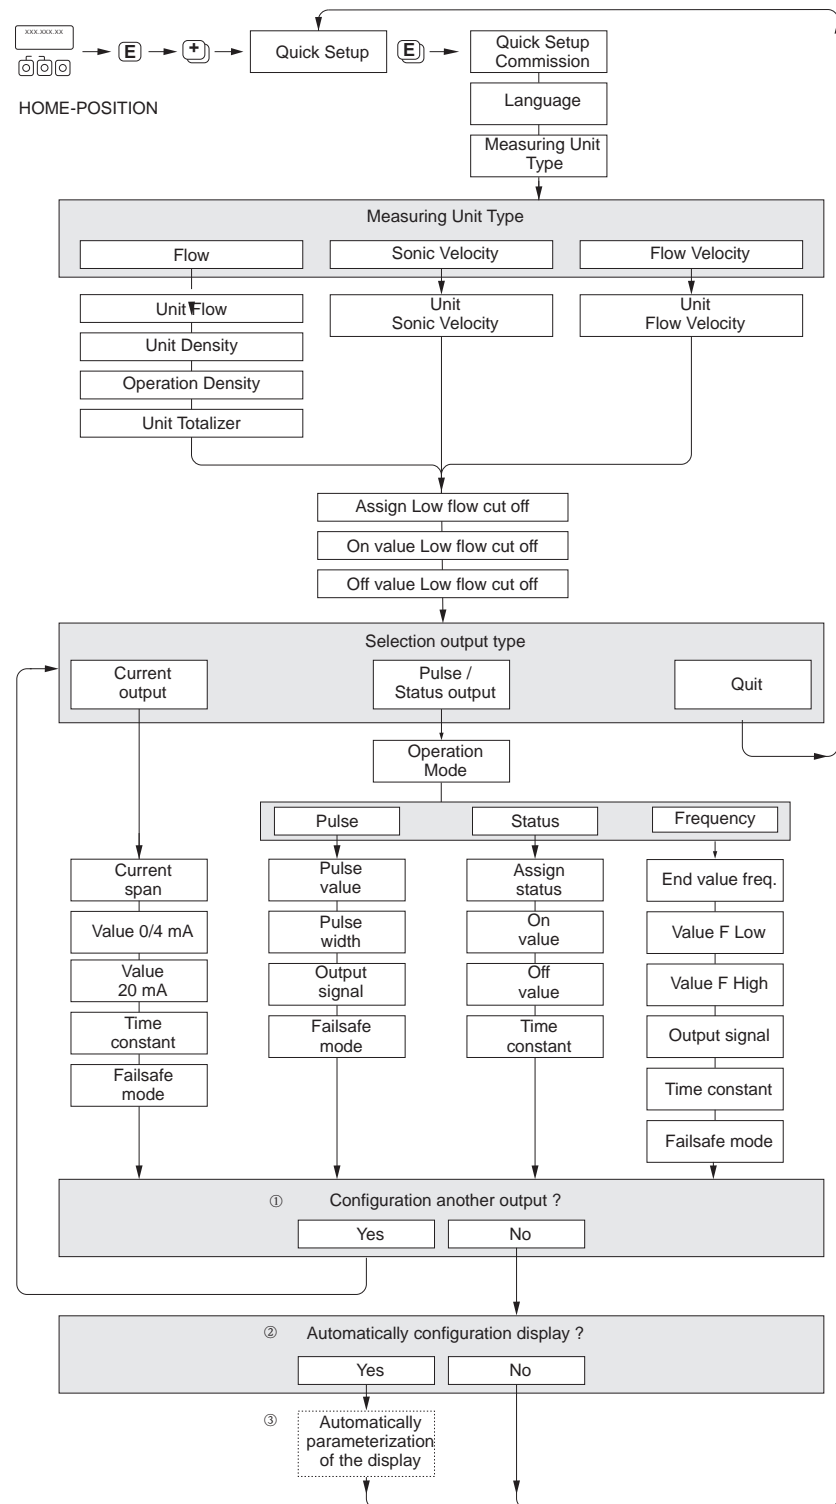 xxx.xxx.xx
E
+
Quick Setup
E
Quick Setup
Commission
HOME-POSITION
Language
Measuring Unit
Type
Measuring Unit Type
Flow
Sonic Velocity
Flow Velocity
Unit Flow
Unit
Sonic Velocity
Unit
Flow Velocity
Unit Density
Operation Density
Unit Totalizer
Assign Low flow cut off
On value Low flow cut off
Off value Low flow cut off
Selection output type
Current
output
Pulse /
Status output
Quit
Operation
Mode
Pulse
Status
Frequency
Current
span
Value 0/4 mA
Value
20 mA
Time
constant
Failsafe
mode
Pulse
value
Pulse
width
Output
signal
Failsafe
mode
Assign
status
On
value
Off
value
Time
constant
End value freq.
Value F Low
Value F High
Output signal
Time constant
Failsafe mode
① Configuration another output ?
Yes
No
② Automatically configuration display ?
Yes
No
③ Automatically
parameterization
of the display